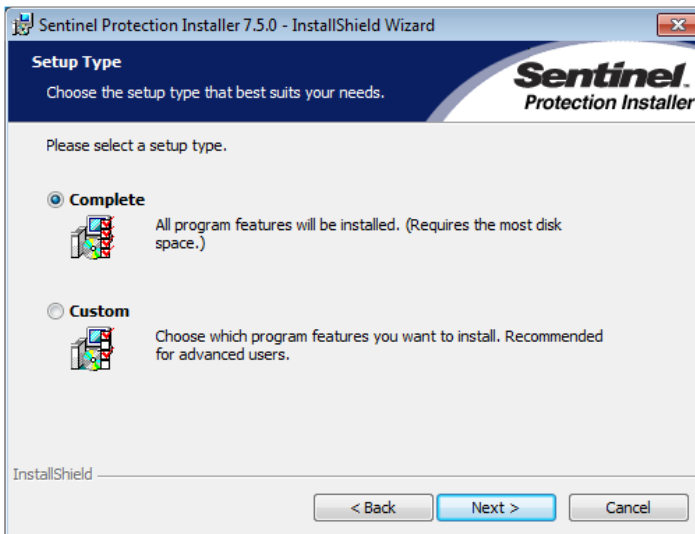 Sentinel Protection Installer 7.5.0 - InstallShield Wizard
Setup Type
Choose the setup type that best suits your needs.
Sentinel.
Protection Installer
Please select a setup type.
Complete
All program features will be installed. (Requires the most disk
space.)
Custom
Choose which program features you want to install. Recommended
for advanced users.
InstallShield
< Back
Next >
Cancel